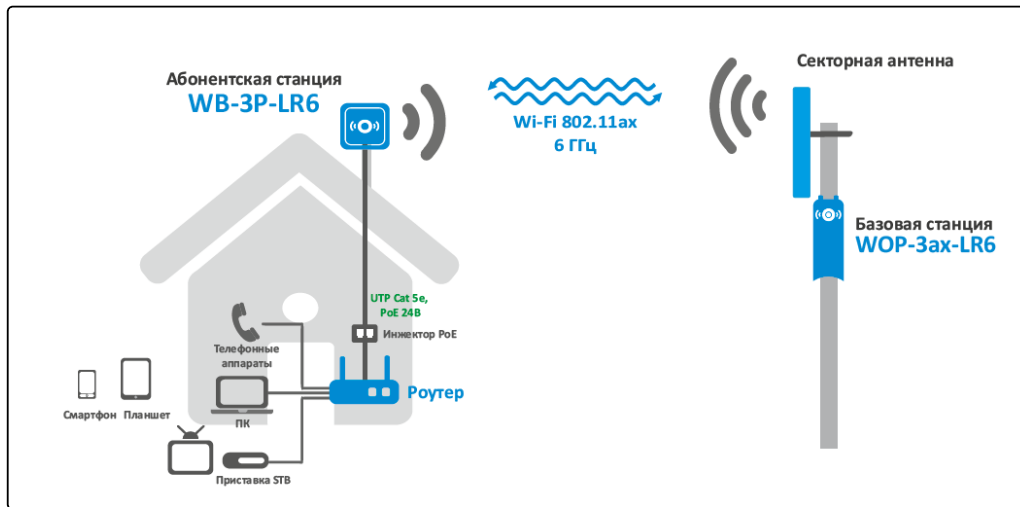 Абонентская станция
WB-3P-LR6
Wi-Fi 802.11ax
6 ГГц
Секторная антенна
Базовая станция
WOP-3ax-LR6
UTP Cat 5e,
PoE 24В
Инжектор PoE
Телефонные
аппараты
Роутер
Смартфон
Планшет
ПК
Приставка STB